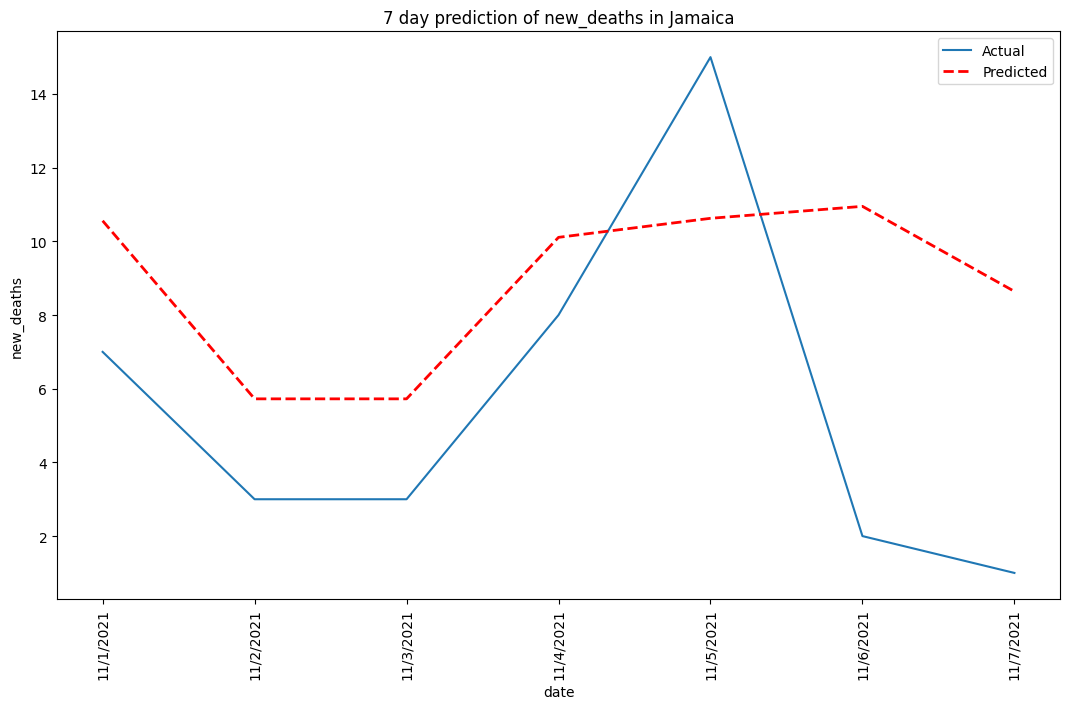 7 day prediction of new_deaths in Jamaica
Actual
Predicted
new_deaths
14
12
10
8
6
4
2
11/1/2021
11/2/2021
11/3/2021
11/4/2021
11/5/2021
11/6/2021
11/7/2021
date